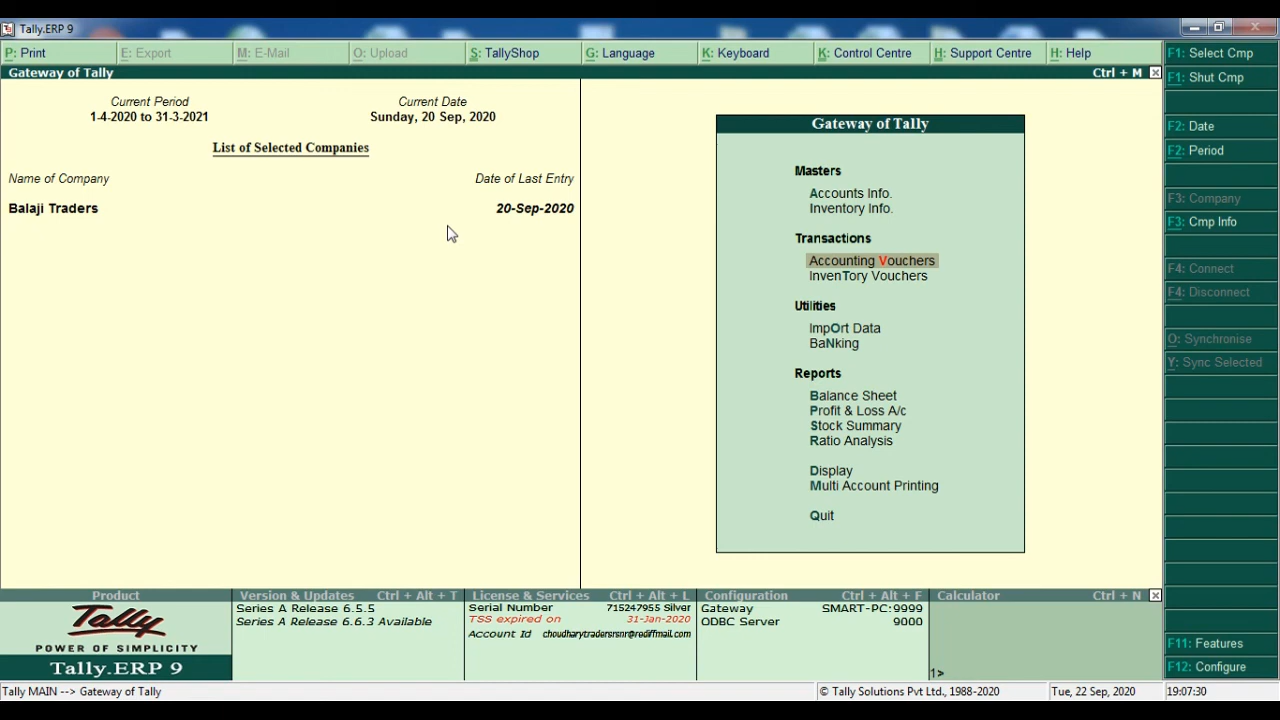 Tally.ERP 9
P: Print
E: Export
M: E-Mail
O: Upload
S: TallyShop
G: Language
K: Keyboard
K: Control Centre
H: Support Centre
H: Help
Gateway of Tally
Ctrl + M
Current Period
1-4-2020 to 31-3-2021
Current Date
Sunday, 20 Sep, 2020
List of Selected Companies
Name of Company
Date of Last Entry
Balaji Traders
20-Sep-2020
Gateway of Tally
Masters
Accounts Info.
Inventory Info.
Transactions
Accounting Vouchers
InvenTory Vouchers
Utilities
ImpOrt Data
BaNking
Reports
Balance Sheet
Profit & Loss A/c
Stock Summary
Ratio Analysis
Display
Multi Account Printing
Quit
F1: Select Cmp
F1: Shut Cmp
F2: Date
F2: Period
F3: Company
F3: Cmp Info
F4: Connect
F4: Disconnect
O: Synchronise
Y: Sync Selected
F11: Features
F12: Configure
Product
Tally
POWER OF SIMPLICITY
Tally.ERP 9
Version & Updates
Ctrl + Alt + T
Series A Release 6.5.5
Series A Release 6.6.3 Available
License & Services
Ctrl + Alt + L
Serial Number
715247955 Silver
TSS expired on
31-Jan-2020
Account Id
choudharytradersrsnr@rediffmail.com
Configuration
Ctrl + Alt + F
Gateway
SMART-PC:9999
ODBC Server
9000
Calculator
Ctrl + N
1>
Tally MAIN --> Gateway of Tally
© Tally Solutions Pvt Ltd., 1988-2020
Tue, 22 Sep, 2020
19:07:30